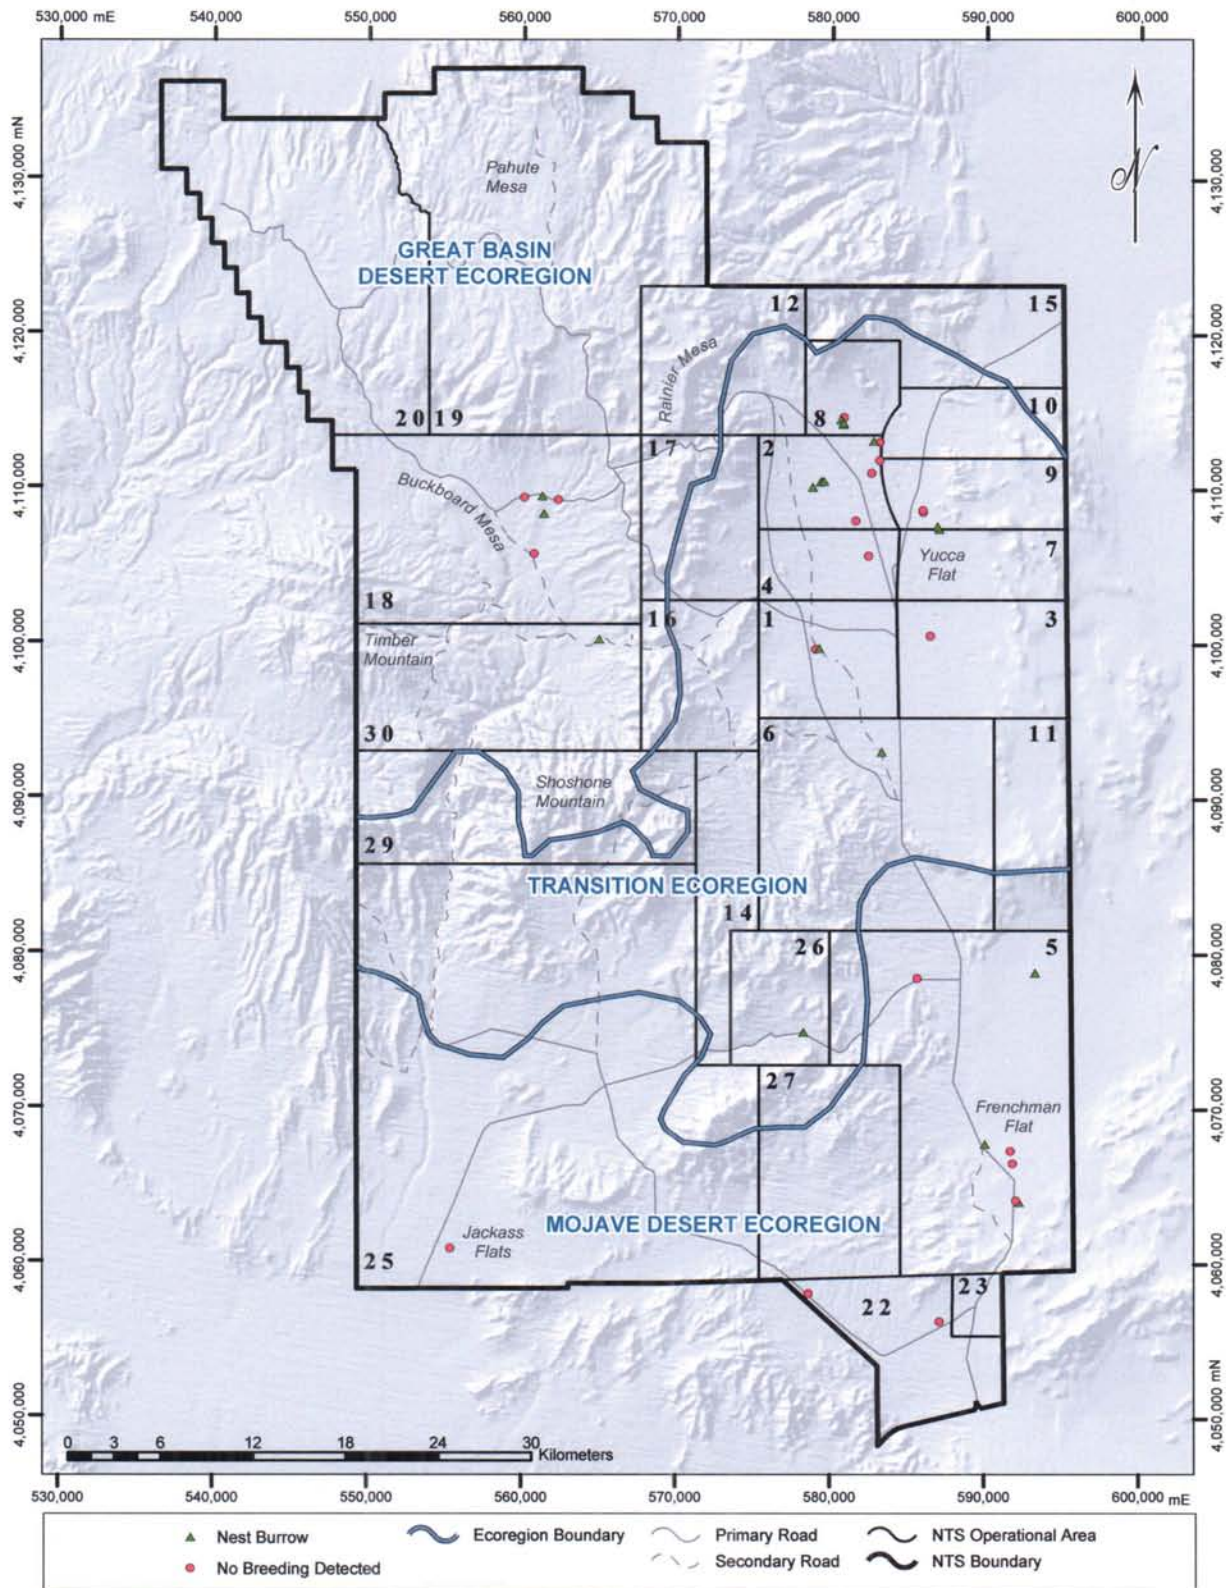 530,000 mE
540,000
550,000
560,000
570,000
580,000
590,000
600,000
4,130,000 mN
4,120,000
4,110,000
4,100,000
4,090,000
4,080,000
4,070,000
4,060,000
4,050,000
N
4,130,000
4,120,000
4,110,000
4,100,000
4,090,000
4,080,000
4,070,000
4,060,000
4,050,000 mN
Pahute
Mesa
GREAT BASIN
DESERT ECOREGION
12
15
Rainier Mesa
20
19
8
10
17
2
9
Buckboard Mesa
Yucca
Flat
7
4
18
16
1
3
Timber
Mountain
30
6
11
Shoshone
Mountain
29
TRANSITION ECOREGION
14
26
5
27
Frenchman
Flat
MOJAVE DESERT ECOREGION
Jackass
Flats
25
23
22
0 3 6 12 18 24 30
Kilometers
530,000
540,000
550,000
560,000
570,000
580,000
590,000
600,000 mE
Nest Burrow
No Breeding Detected
Ecoregion Boundary
Primary Road
Secondary Road
NTS Operational Area
NTS Boundary